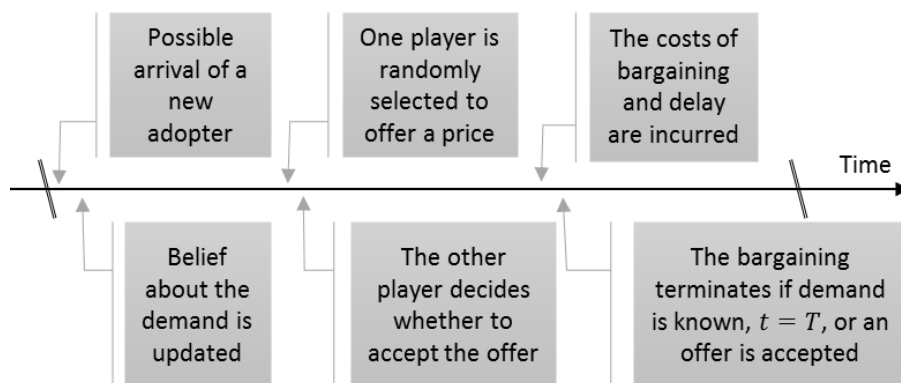 Possible
arrival of a
new
adopter
One player is
randomly
selected to
offer a price
The costs of
bargaining
and delay
are incurred
Time
Belief
about the
demand is
updated
The other
player decides
whether to
accept the offer
The bargaining
terminates if demand
is known, t = T, or an
offer is accepted